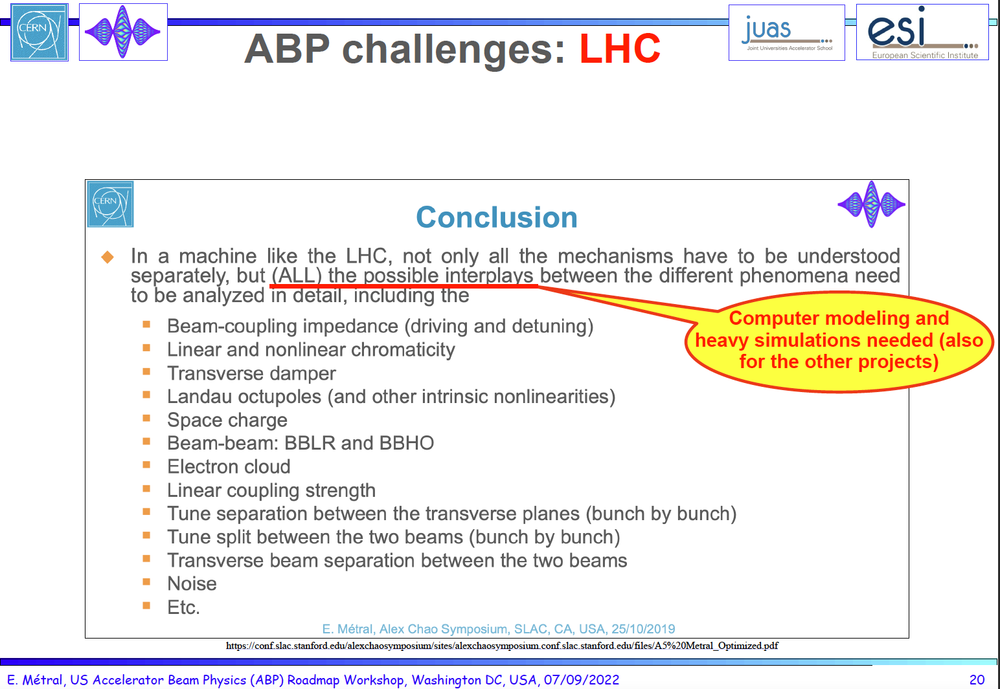 CERN
juas
Joint Universities Accelerator School
esi
European Scientific Institute
ABP challenges: LHC
CERN
Conclusion
In a machine like the LHC, not only all the mechanisms have to be understood
separately, but (ALL) the possible interplays between the different phenomena need
to be analyzed in detail, including the
Computer modeling and
heavy simulations needed (also
for the other projects)
Beam-coupling impedance (driving and detuning)
Linear and nonlinear chromaticity
Transverse damper
Landau octupoles (and other intrinsic nonlinearities)
Space charge
Beam-beam: BBLR and BBHO
Electron cloud
Linear coupling strength
Tune separation between the transverse planes (bunch by bunch)
Tune split between the two beams (bunch by bunch)
Transverse beam separation between the two beams
Noise
Etc.
E. Métral, Alex Chao Symposium, SLAC, CA, USA, 25/10/2019
https://conf.slac.stanford.edu/alexchaosymposium/sites/alexchaosymposium.conf.slac.stanford.edu/files/A5%20Metral_Optimized.pdf
E. Métral, US Accelerator Beam Physics (ABP) Roadmap Workshop, Washington DC, USA, 07/09/2022
20